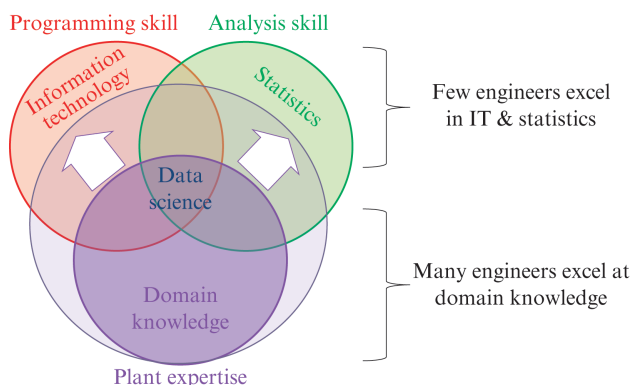 Programming skill
Analysis skill
Information
technology
Statistics
Few engineers excel
in IT & statistics
Data
science
Many engineers excel at
domain knowledge
Domain
knowledge
Plant expertise